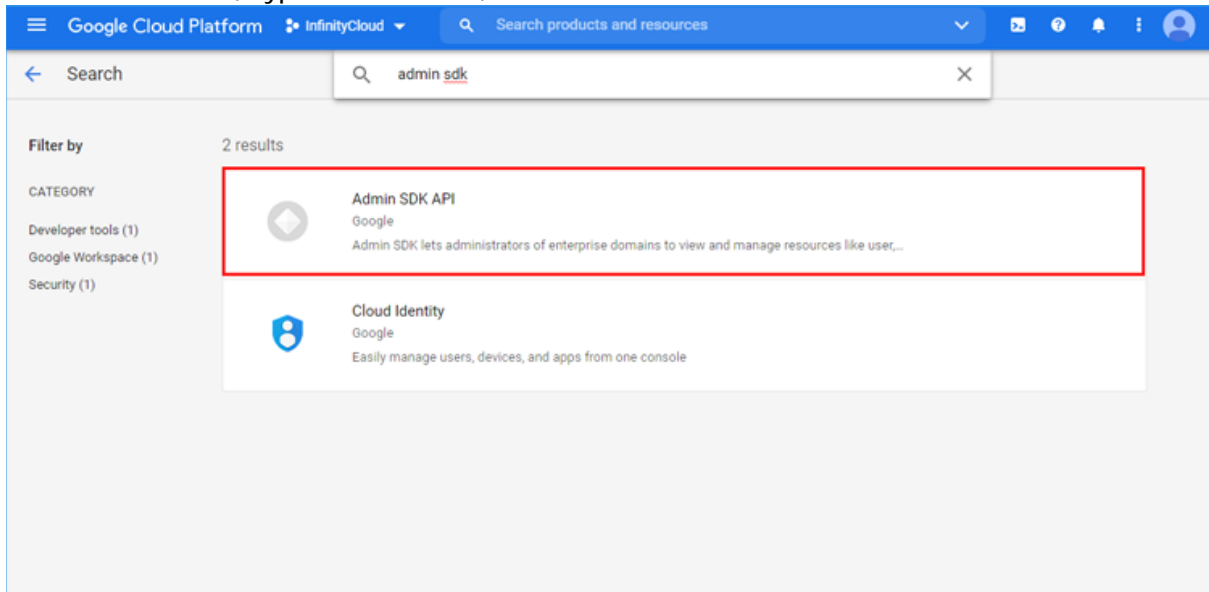 Google Cloud Platform InfinityCloud Search products and resources
Search admin sdk
Filter by
2 results
CATEGORY
Developer tools (1)
Google Workspace (1)
Security (1)
Admin SDK API
Google
Admin SDK lets administrators of enterprise domains to view and manage resources like user,...
Cloud Identity
Google
Easily manage users, devices, and apps from one console